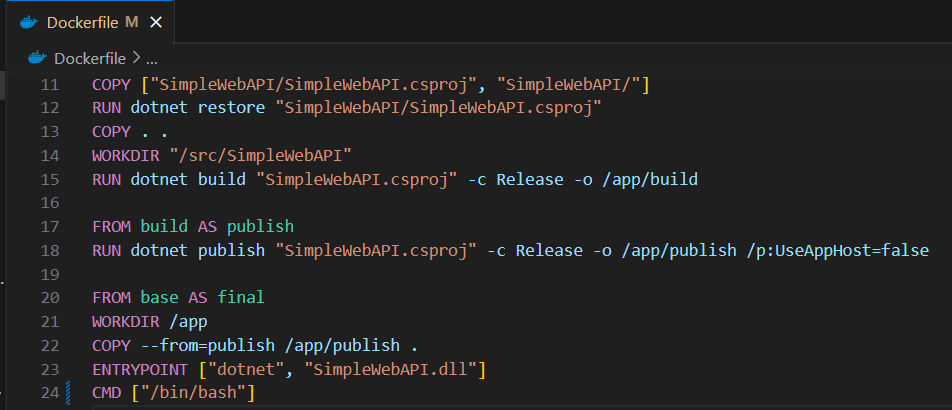 Dockerfile M ×
Dockerfile > ...
11 COPY ["SimpleWebAPI/SimpleWebAPI.csproj", "SimpleWebAPI/"]
12 RUN dotnet restore "SimpleWebAPI/SimpleWebAPI.csproj"
13 COPY . .
14 WORKDIR "/src/SimpleWebAPI"
15 RUN dotnet build "SimpleWebAPI.csproj" -c Release -o /app/build
16
17 FROM build AS publish
18 RUN dotnet publish "SimpleWebAPI.csproj" -c Release -o /app/publish /p:UseAppHost=false
19
20 FROM base AS final
21 WORKDIR /app
22 COPY --from=publish /app/publish .
23 ENTRYPOINT ["dotnet", "SimpleWebAPI.dll"]
24 CMD ["/bin/bash"]